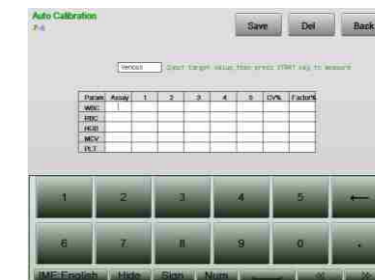 Auto Calibration
Save Del Back
Venous Input target value then press START key to measure
Param Assay 1 2 3 4 5 CV% Factor%
WBC
RBC
HGB
MCV
PLT
1 2 3 4 5 ←
6 7 8 9 0 .
IME:English Hide Sign Num « »